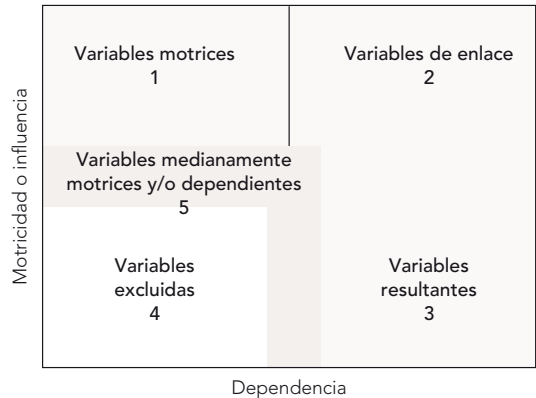 Variables motrices
1
Variables de enlace
2
Variables medianamente
motrices y/o dependientes
5
Variables
excluidas
4
Variables
resultantes
3
Motricidad o influencia
Dependencia